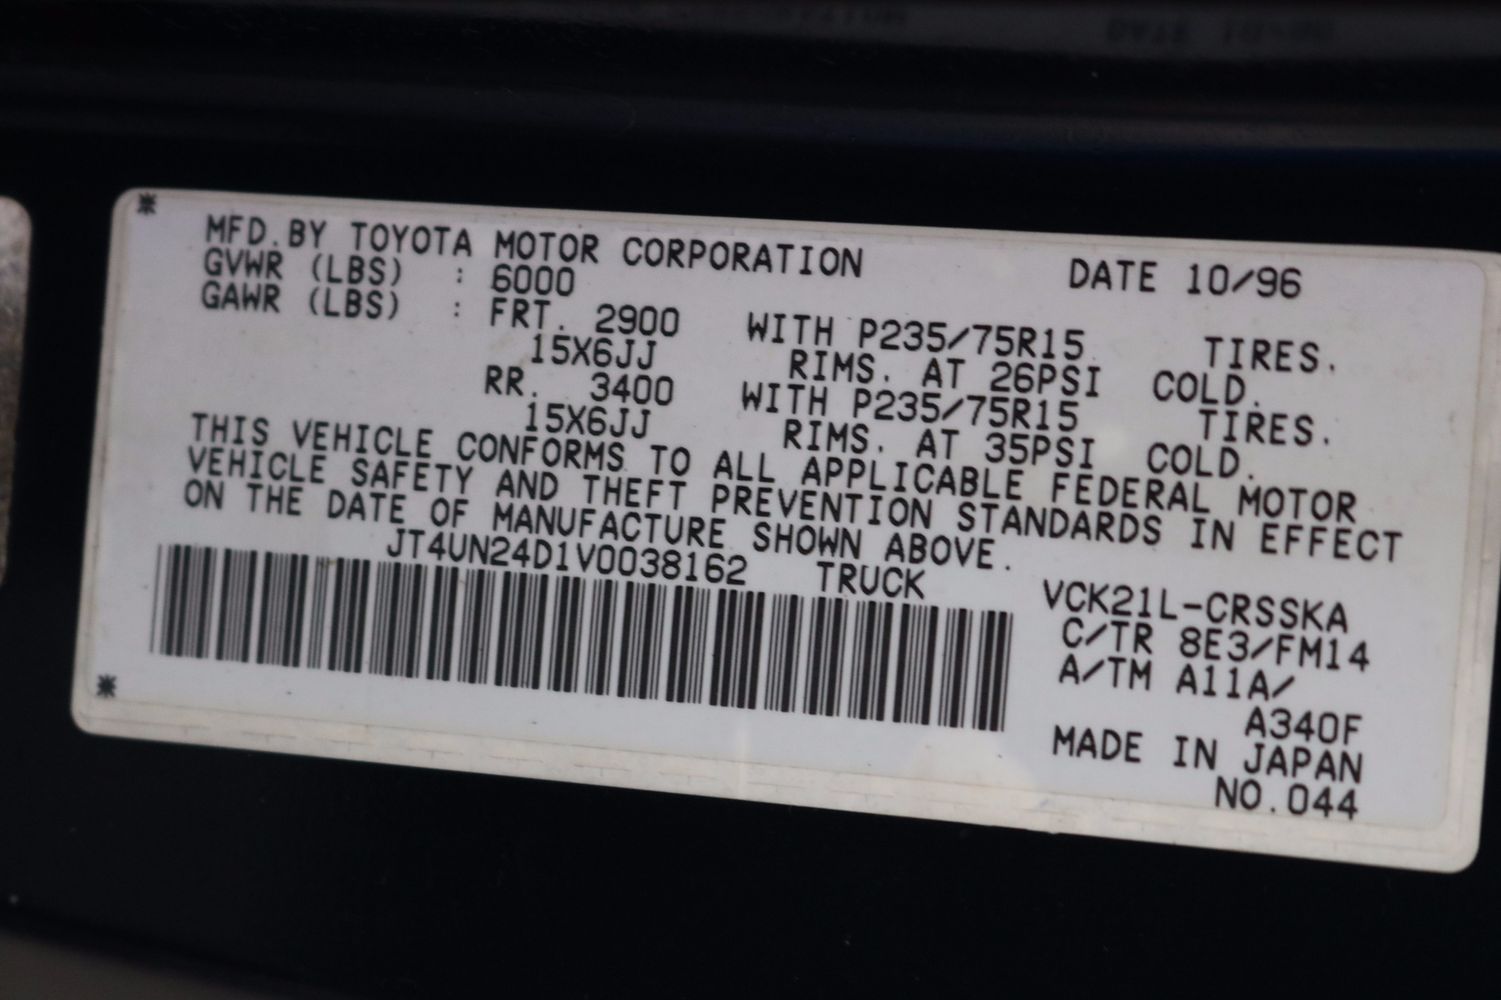 MFD.BY TOYOTA MOTOR CORPORATION DATE 10/96
GVWR (LBS) : 6000
GAWR (LBS) : FRT. 2900 WITH P235/75R15 TIRES.
15X6JJ RIMS. AT 26PSI COLD.
RR. 3400 WITH P235/75R15 TIRES.
15X6JJ RIMS. AT 35PSI COLD.
THIS VEHICLE CONFORMS TO ALL APPLICABLE FEDERAL MOTOR
VEHICLE SAFETY AND THEFT PREVENTION STANDARDS IN EFFECT
ON THE DATE OF MANUFACTURE SHOWN ABOVE.
JT4UN24D1V0038162 TRUCK VCK21L-CRSSKA
C/TR 8E3/FM14
A/TM A11A/
A340F
MADE IN JAPAN
NO.044